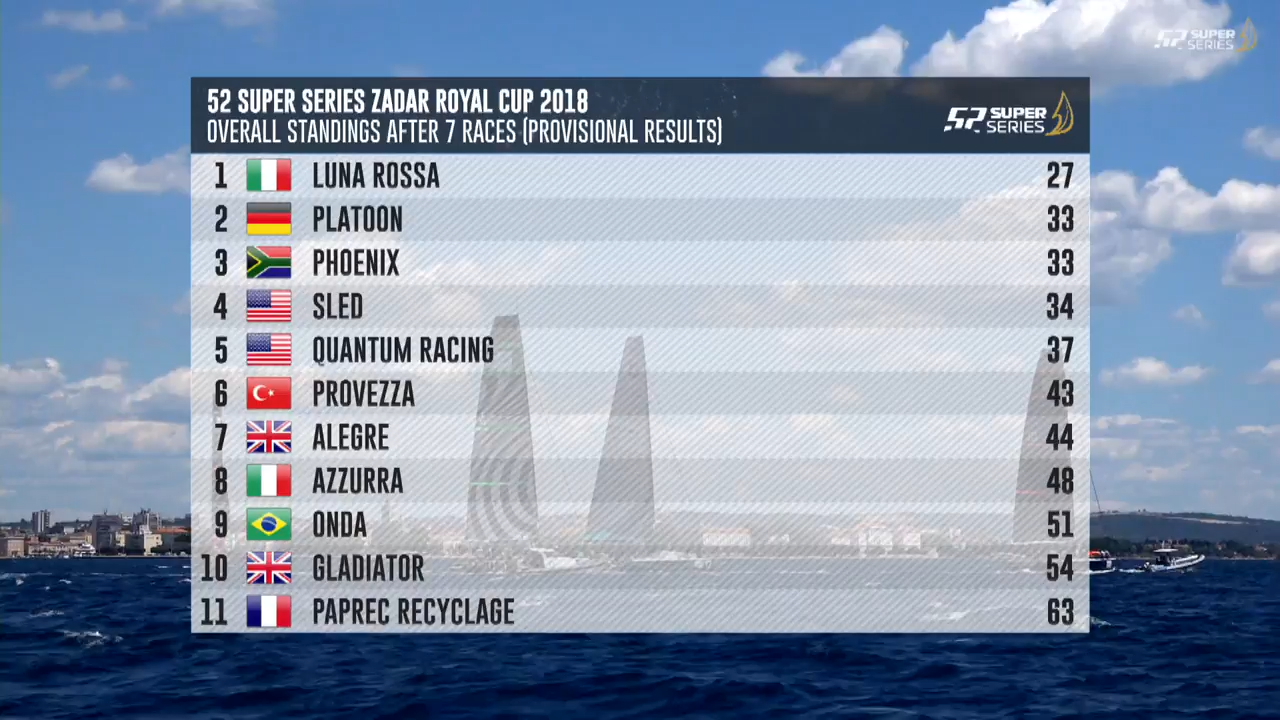 52 SUPER SERIES
52 SUPER SERIES ZADAR ROYAL CUP 2018
OVERALL STANDINGS AFTER 7 RACES (PROVISIONAL RESULTS)
52 SUPER SERIES
1 LUNA ROSSA 27
2 PLATOON 33
3 PHOENIX 33
4 SLED 34
5 QUANTUM RACING 37
6 PROVEZZA 43
7 ALEGRE 44
8 AZZURRA 48
9 ONDA 51
10 GLADIATOR 54
11 PAPREC RECYCLAGE 63